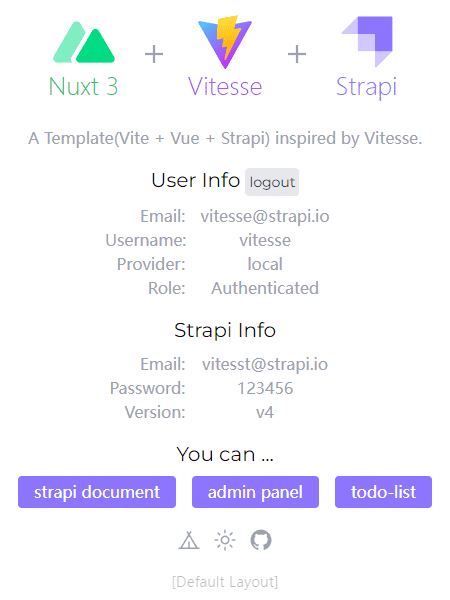 Nuxt 3 + Vitesse + Strapi
A Template(Vite + Vue + Strapi) inspired by Vitesse.
User Info logout
Email: vitesse@strapi.io
Username: vitesse
Provider: local
Role: Authenticated
Strapi Info
Email: vitesst@strapi.io
Password: 123456
Version: v4
You can ...
strapi document admin panel todo-list
[Default Layout]